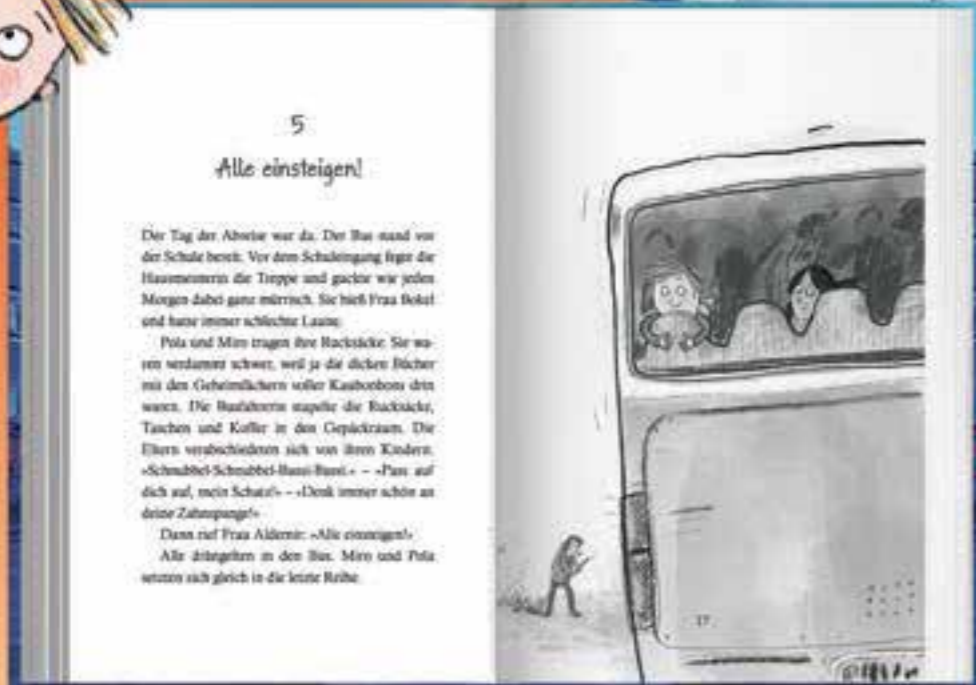 5
Alle einsteigen!
Der Tag der Abreise war da. Der Bus stand vor
der Schule bereit. Vor dem Schuleingang fegte die
Hausmeisterin die Treppe und guckte wie jeden
Morgen dabei ganz mürrisch. Sie hieß Frau Bokel
und hatte immer schlechte Laune.
Pola und Miro trugen ihre Rucksäcke. Sie wa-
ren verdammt schwer, weil ja die dicken Bücher
mit den Geheimfächern voller Kaubonbons drin
waren. Die Busfahrerin stapelte die Rucksäcke,
Taschen und Koffer in den Gepäckraum. Die
Eltern verabschiedeten sich von ihren Kindern.
»Schnubbel-Schnubbel-Bussi-Bussi.« – »Pass auf
dich auf, mein Schatz!« – »Denk immer schön an
deine Zahnspange!«
Dann rief Frau Aldemir: »Alle einsteigen!«
Alle drängelten in den Bus. Miro und Pola
setzten sich gleich in die letzte Reihe.
17